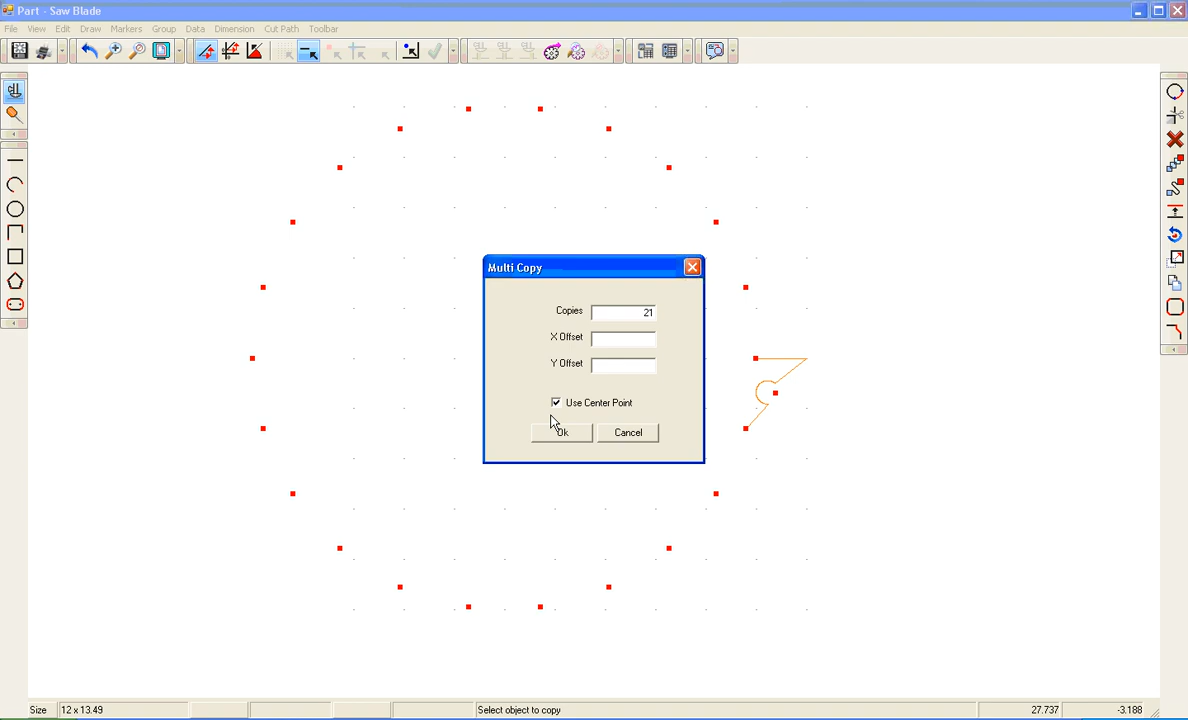 Part - Saw Blade
File View Edit Draw Markers Group Data Dimension Cut Path Toolbar
Multi Copy
Copies 21
X Offset
Y Offset
Use Center Point
Ok Cancel
Size 12 x 13.49 Select object to copy 27.737 -3.188